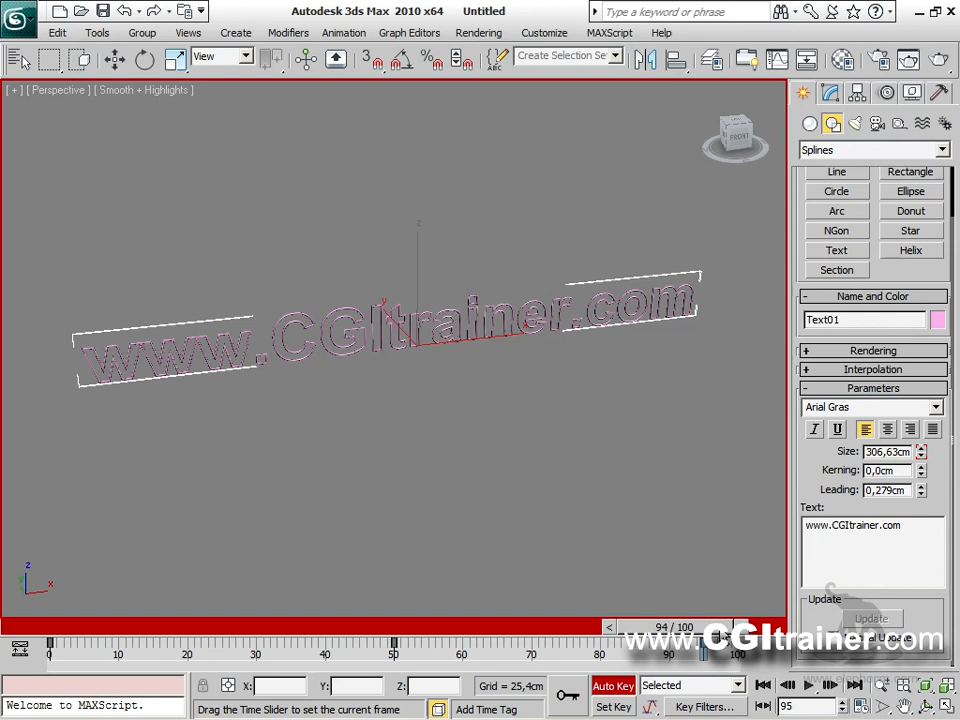 Autodesk 3ds Max 2010 x64 Untitled
Type a keyword or phrase
Edit Tools Group Views Create Modifiers Animation Graph Editors Rendering Customize MAXScript Help
View
3
%
ABC
Create Selection Se
[ + ] [ Perspective ] [ Smooth + Highlights ]
FRONT
Splines
Line Rectangle
Circle Ellipse
Arc Donut
NGon Star
Text Helix
Section
- Name and Color
Text01
+ Rendering
+ Interpolation
- Parameters
Arial Gras
I U
Size: 306,63cm
Kerning: 0,0cm
Leading: 0,279cm
Text:
www.CGItrainer.com
Update
Update
z
y
x
www.CGItrainer.com
z
x
< 94 / 100
www.CGItrainer.com
0 10 20 30 40 50 60 70 80 90 100
X: Y: Z: Grid = 25,4cm
Auto Key Selected
Welcome to MAXScript.
Drag the Time Slider to set the current frame
Add Time Tag
Set Key Key Filters... 95